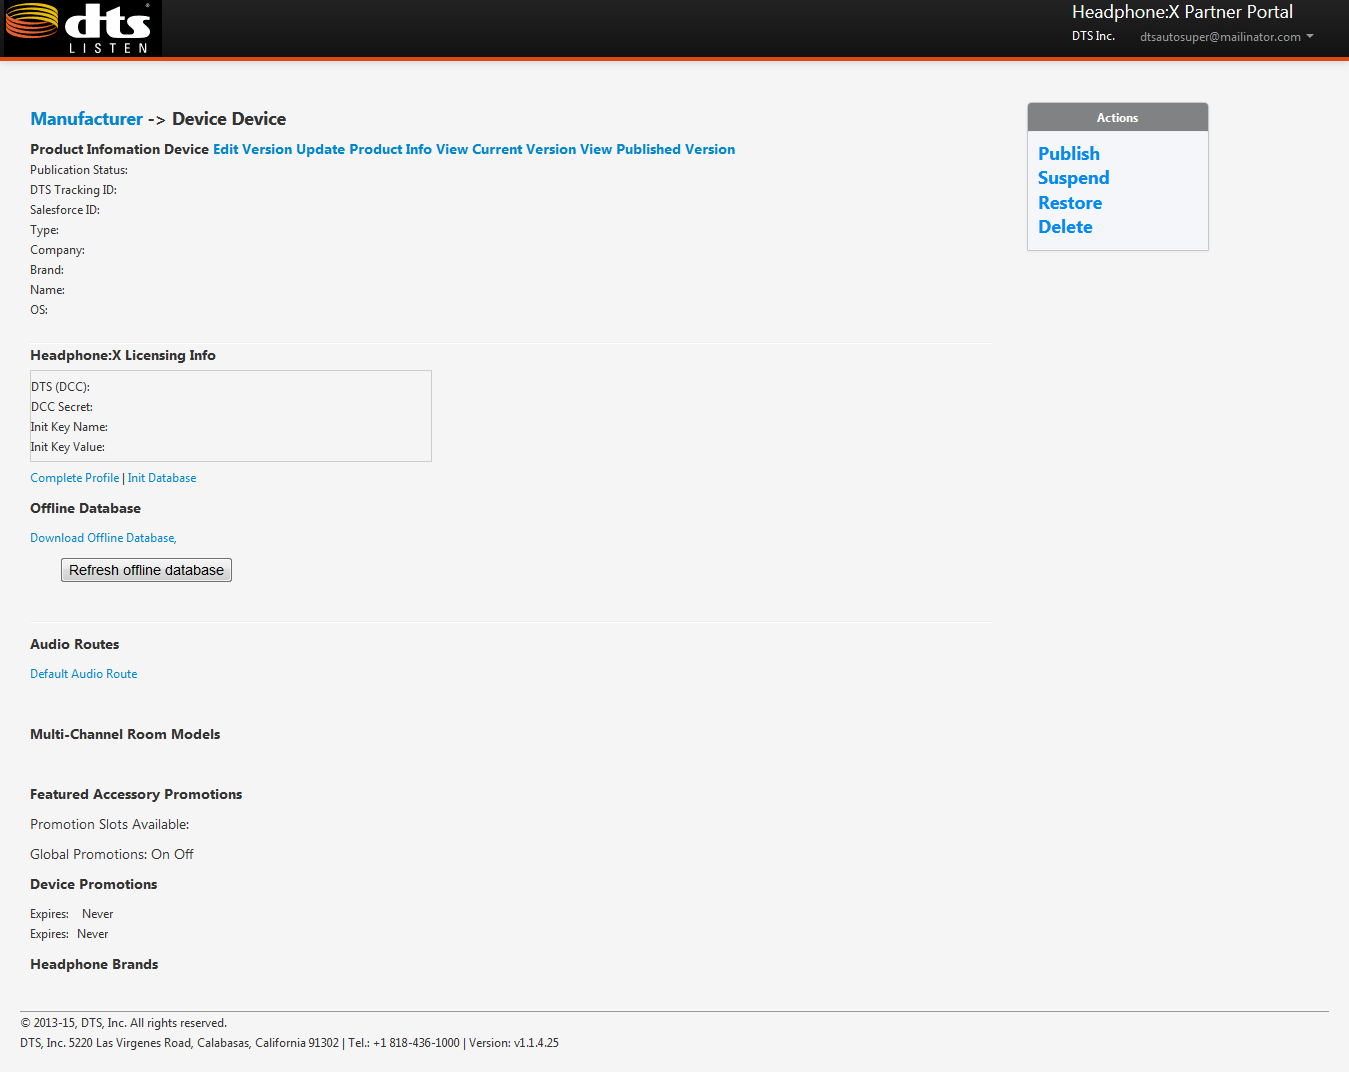 dts
LISTEN
Headphone:X Partner Portal
DTS Inc. dtsautosuper@mailinator.com
Manufacturer -> Device Device
Product Infomation Device Edit Version Update Product Info View Current Version View Published Version
Publication Status:
DTS Tracking ID:
Salesforce ID:
Type:
Company:
Brand:
Name:
OS:
Actions
Publish
Suspend
Restore
Delete
Headphone:X Licensing Info
DTS (DCC):
DCC Secret:
Init Key Name:
Init Key Value:
Complete Profile | Init Database
Offline Database
Download Offline Database,
Refresh offline database
Audio Routes
Default Audio Route
Multi-Channel Room Models
Featured Accessory Promotions
Promotion Slots Available:
Global Promotions: On Off
Device Promotions
Expires: Never
Expires: Never
Headphone Brands
© 2013-15, DTS, Inc. All rights reserved.
DTS, Inc. 5220 Las Virgenes Road, Calabasas, California 91302 | Tel.: +1 818-436-1000 | Version: v1.1.4.25